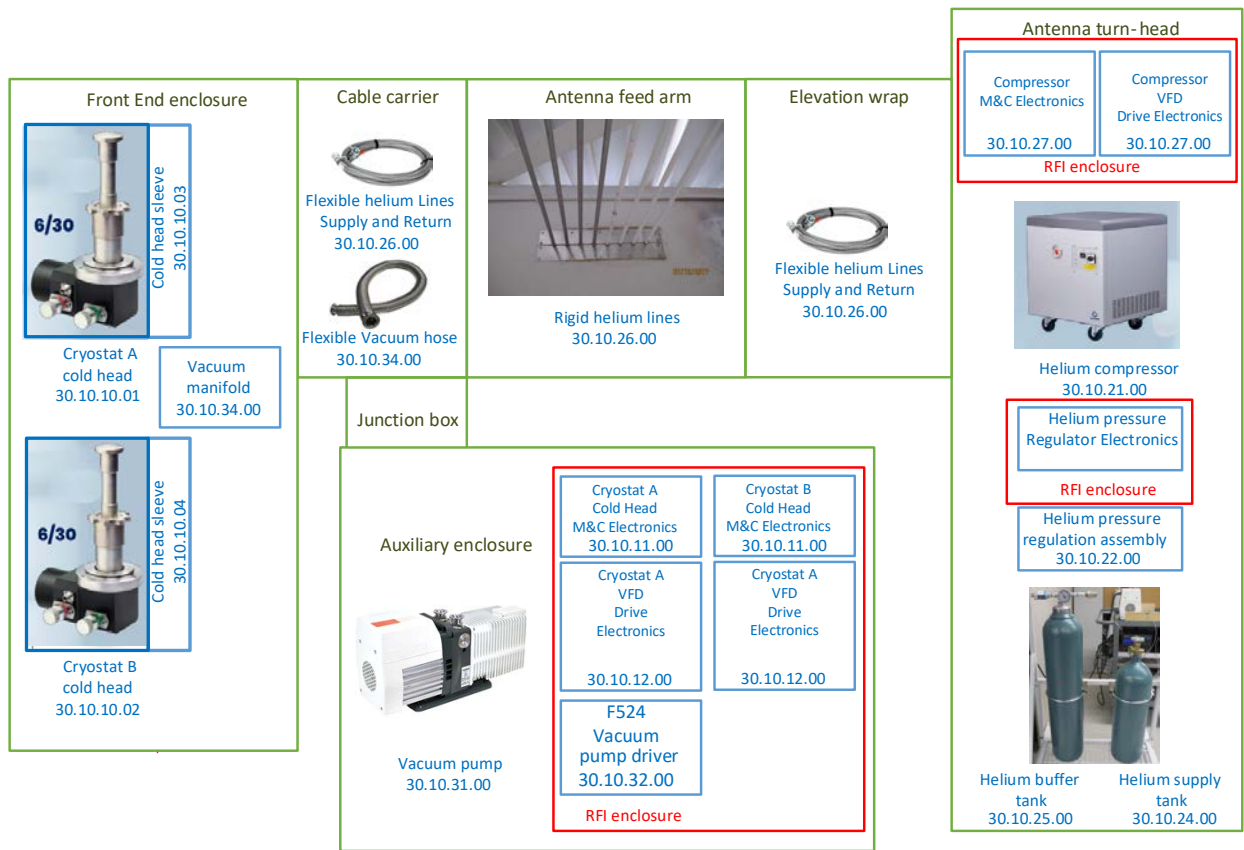 Front End enclosure
6/30
Cold head sleeve
30.10.10.03
Cryostat A
cold head
30.10.10.01
Vacuum
manifold
30.10.34.00
6/30
Cold head sleeve
30.10.10.04
Cryostat B
cold head
30.10.10.02
Cable carrier
Flexible helium Lines
Supply and Return
30.10.26.00
Flexible Vacuum hose
30.10.34.00
Antenna feed arm
Rigid helium lines
30.10.26.00
Elevation wrap
Flexible helium Lines
Supply and Return
30.10.26.00
Junction box
Auxiliary enclosure
Vacuum pump
30.10.31.00
Cryostat A
Cold Head
M&C Electronics
30.10.11.00
Cryostat B
Cold Head
M&C Electronics
30.10.11.00
Cryostat A
VFD
Drive
Electronics
30.10.12.00
Cryostat A
VFD
Drive
Electronics
30.10.12.00
F524
Vacuum
pump driver
30.10.32.00
RFI enclosure
Antenna turn-head
Compressor
M&C Electronics
30.10.27.00
Compressor
VFD
Drive Electronics
30.10.27.00
RFI enclosure
Helium compressor
30.10.21.00
Helium pressure
Regulator Electronics
RFI enclosure
Helium pressure
regulation assembly
30.10.22.00
Helium buffer
tank
30.10.25.00
Helium supply
tank
30.10.24.00